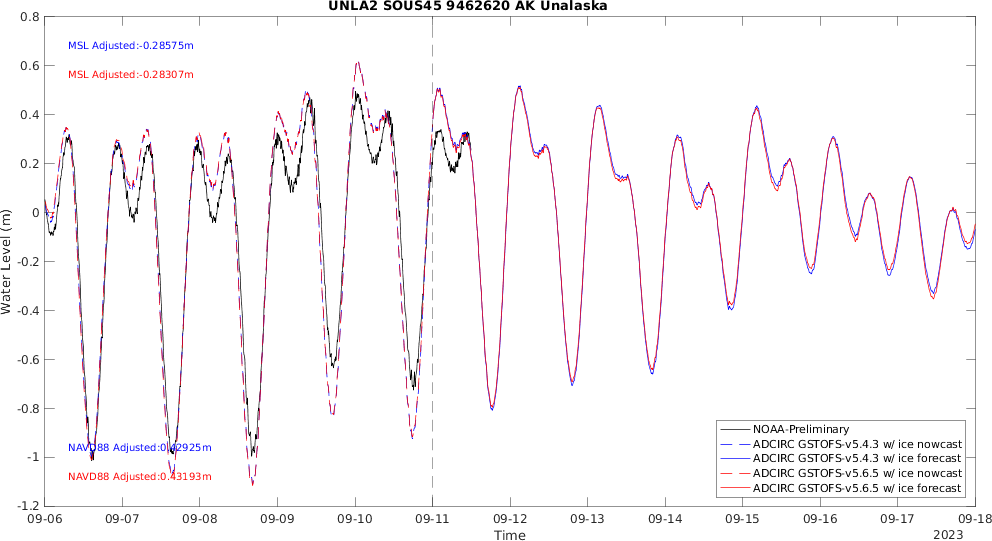 UNLA2 SOUS45 9462620 AK Unalaska
0.8
0.6
0.4
0.2
0
-0.2
-0.4
-0.6
-0.8
-1
-1.2
Water Level (m)
MSL Adjusted:-0.28575m
MSL Adjusted:-0.28307m
NAVD88 Adjusted:0.42925m
NAVD88 Adjusted:0.43193m
NOAA-Preliminary
ADCIRC GSTOFS-v5.4.3 w/ ice nowcast
ADCIRC GSTOFS-v5.4.3 w/ ice forecast
ADCIRC GSTOFS-v5.6.5 w/ ice nowcast
ADCIRC GSTOFS-v5.6.5 w/ ice forecast
09-06 09-07 09-08 09-09 09-10 09-11 09-12 09-13 09-14 09-15 09-16 09-17 09-18
Time
2023